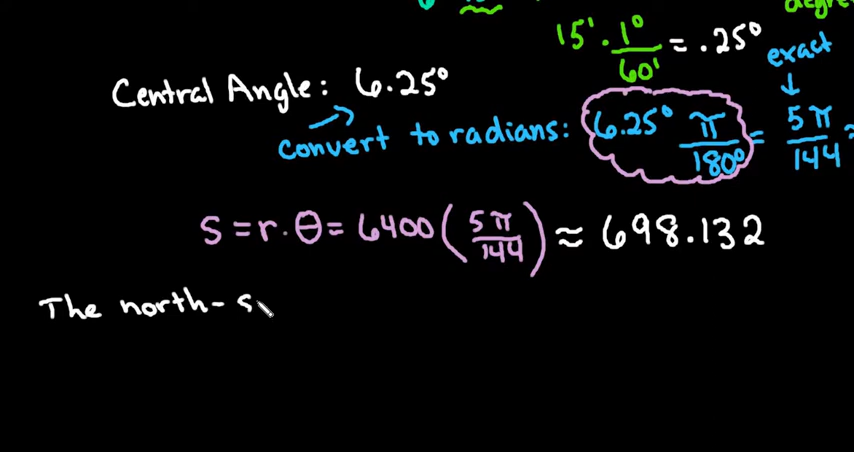 degre
15' · 1°/60' = .25°
exact
Central Angle: 6.25°
convert to radians: 6.25° π/180° = 5π/144 =
S = r · θ = 6400 (5π/144) ≈ 698.132
The north-s